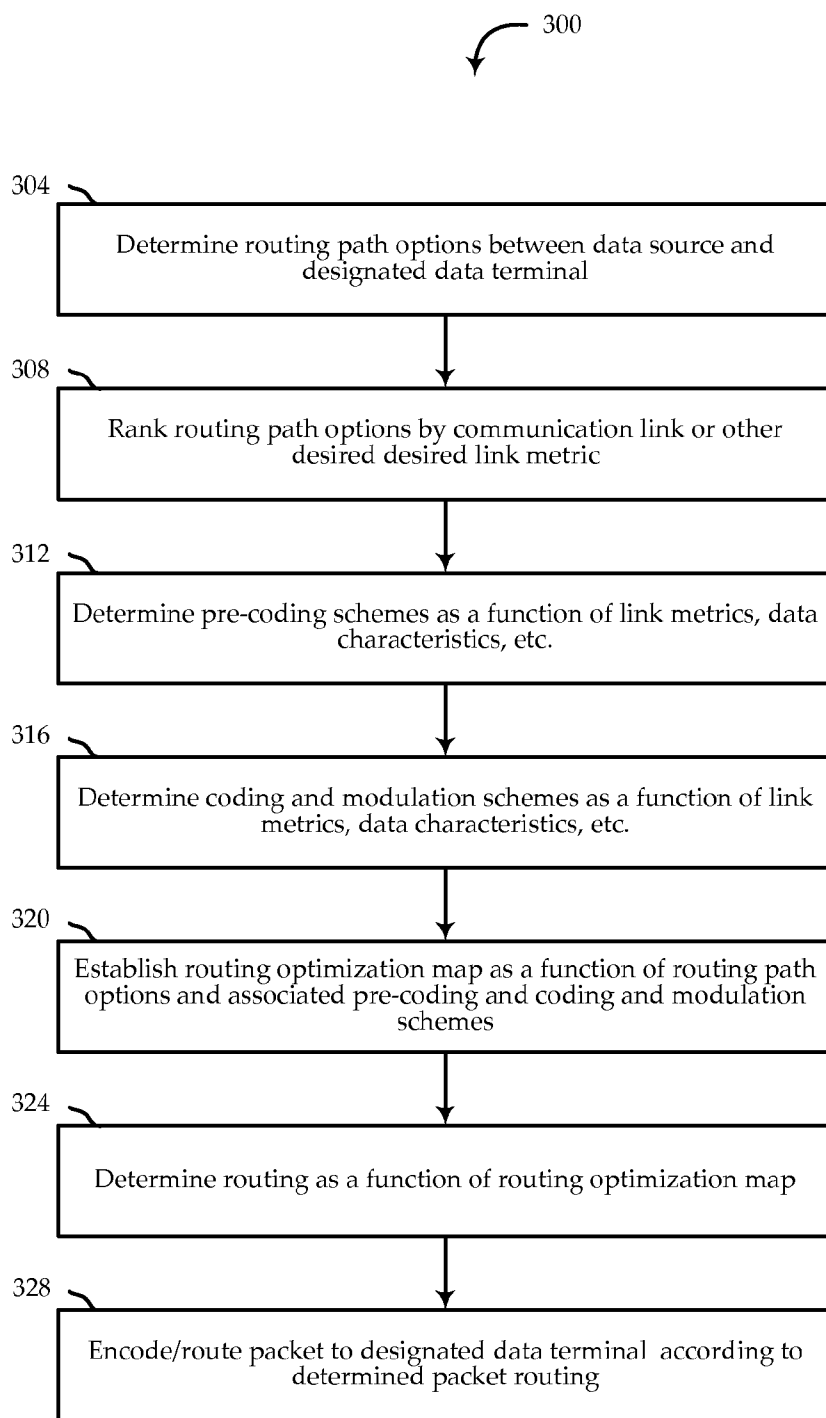 300
304
Determine routing path options between data source and
designated data terminal
308
Rank routing path options by communication link or other
desired desired link metric
312
Determine pre-coding schemes as a function of link metrics, data
characteristics, etc.
316
Determine coding and modulation schemes as a function of link
metrics, data characteristics, etc.
320
Establish routing optimization map as a function of routing path
options and associated pre-coding and coding and modulation
schemes
324
Determine routing as a function of routing optimization map
328
Encode/route packet to designated data terminal according to
determined packet routing